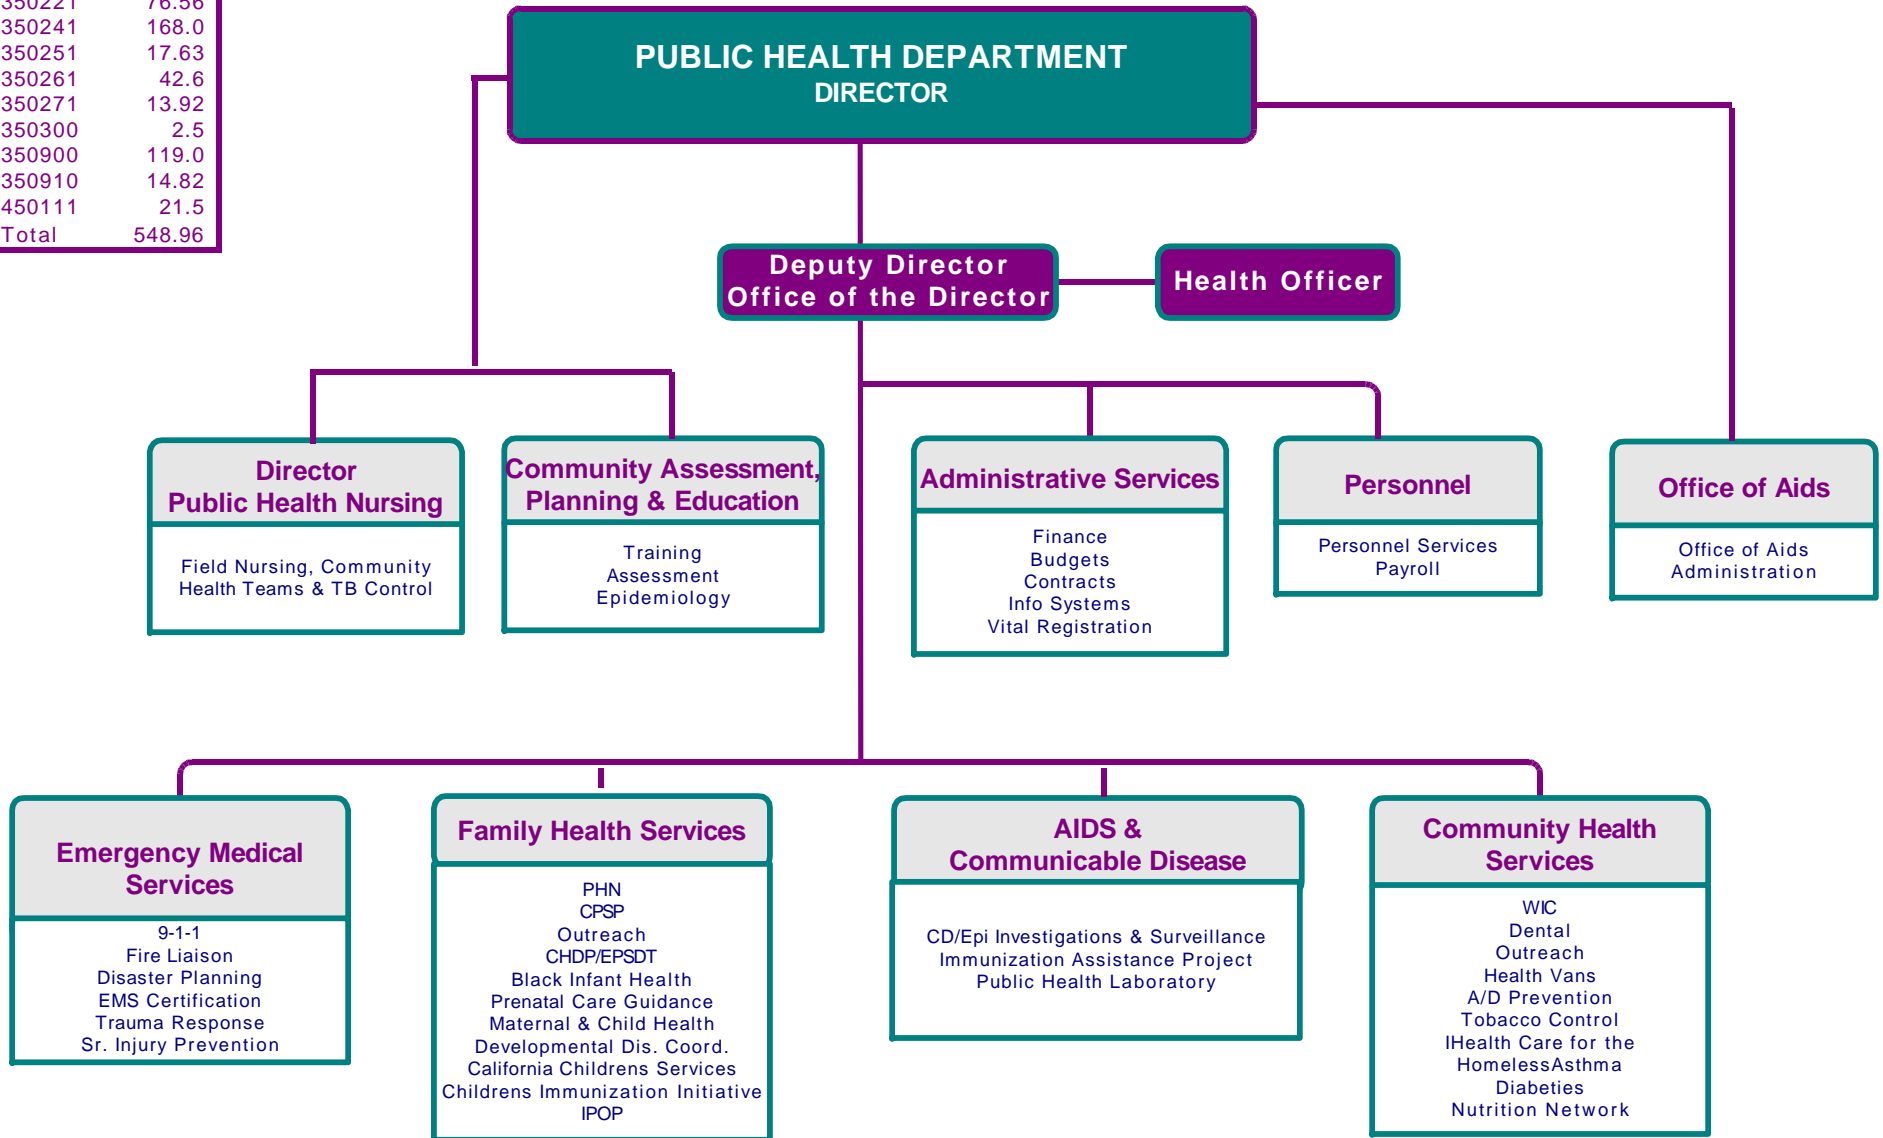 350221 76.56
350241 168.0
350251 17.63
350261 42.6
350271 13.92
350300 2.5
350900 119.0
350910 14.82
450111 21.5
Total 548.96
PUBLIC HEALTH DEPARTMENT
DIRECTOR
Deputy Director
Office of the Director
Health Officer
Director
Public Health Nursing
Field Nursing, Community
Health Teams & TB Control
Community Assessment,
Planning & Education
Training
Assessment
Epidemiology
Administrative Services
Finance
Budgets
Contracts
Info Systems
Vital Registration
Personnel
Personnel Services
Payroll
Office of Aids
Office of Aids
Administration
Emergency Medical
Services
9-1-1
Fire Liaison
Disaster Planning
EMS Certification
Trauma Response
Sr. Injury Prevention
Family Health Services
PHN
CPSP
Outreach
CHDP/EPSDT
Black Infant Health
Prenatal Care Guidance
Maternal & Child Health
Developmental Dis. Coord.
California Childrens Services
Childrens Immunization Initiative
IPOP
AIDS &
Communicable Disease
CD/Epi Investigations & Surveillance
Immunization Assistance Project
Public Health Laboratory
Community Health
Services
WIC
Dental
Outreach
Health Vans
A/D Prevention
Tobacco Control
IHealth Care for the
HomelessAsthma
Diabeties
Nutrition Network